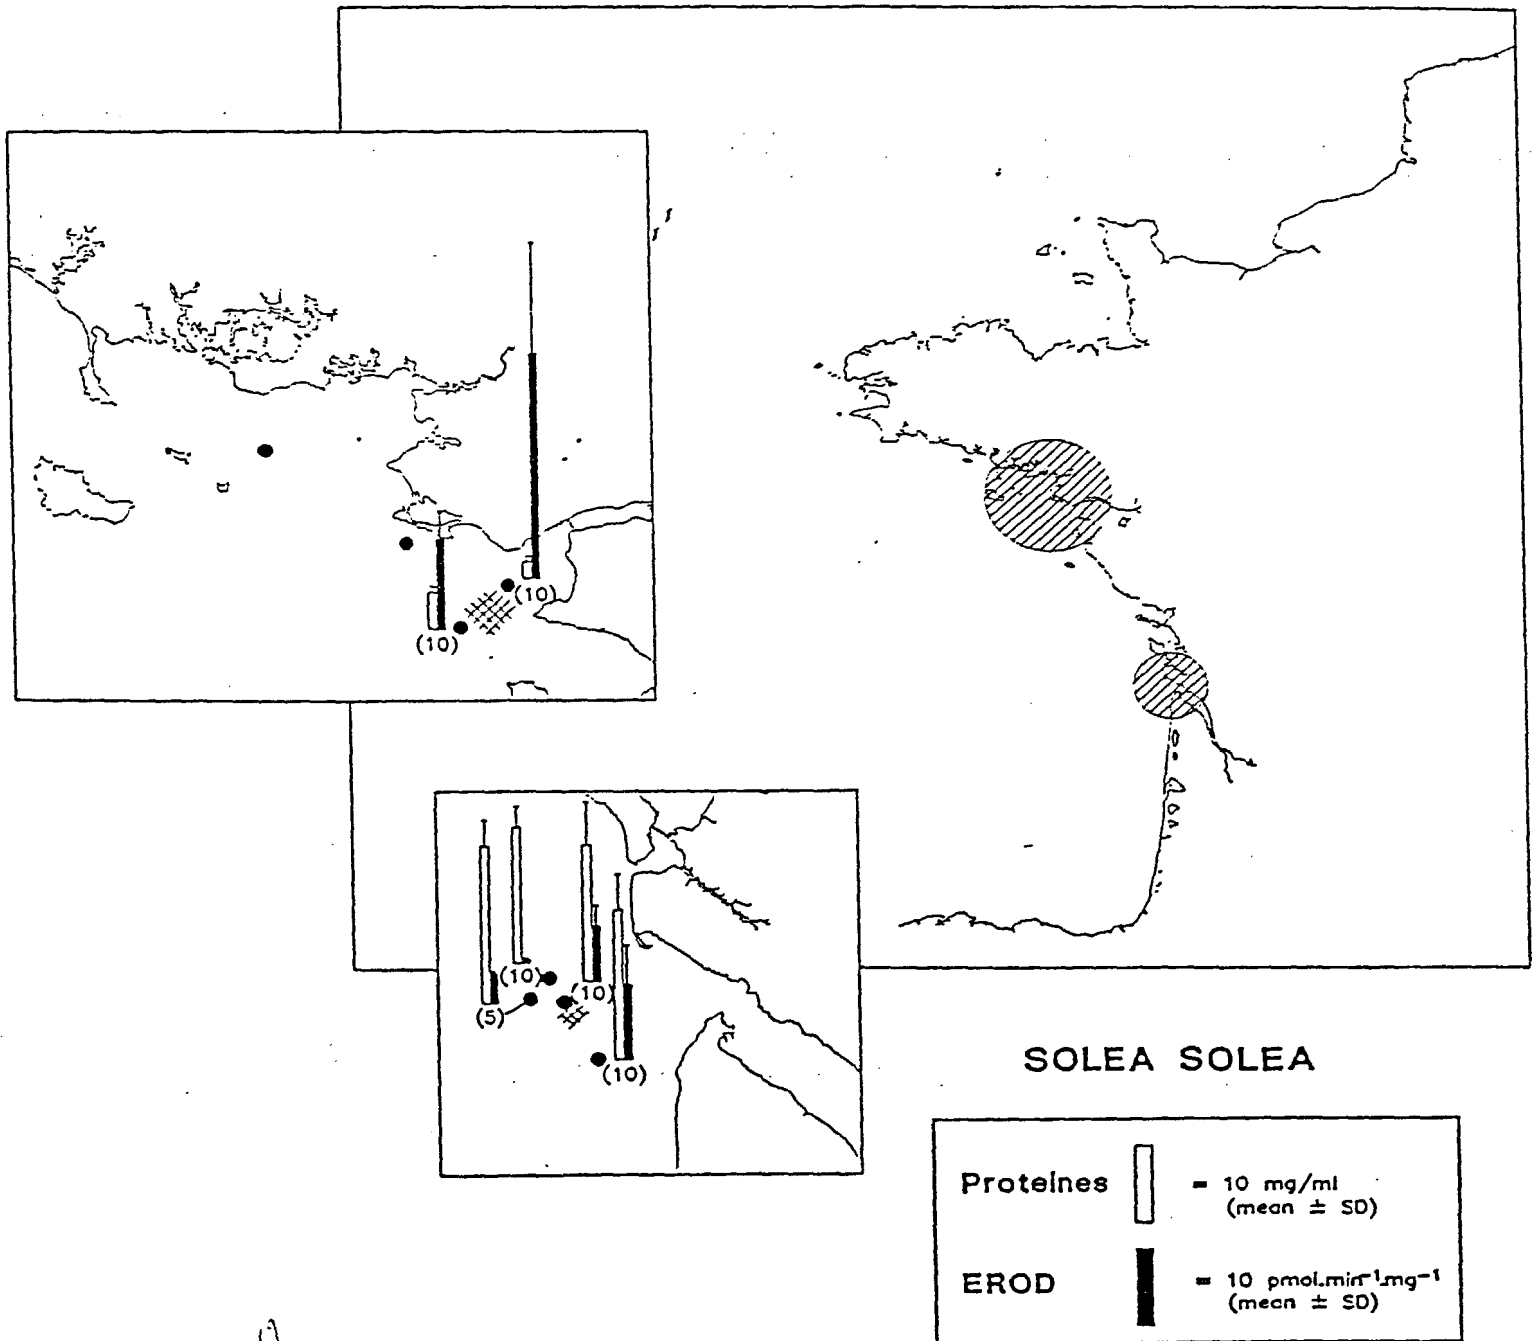 (10)
(10)
(10)
(10)
(5)
(10)
SOLEA SOLEA
Proteines = 10 mg/ml
(mean ± SD)
EROD = 10 pmol.min⁻¹.mg⁻¹
(mean ± SD)